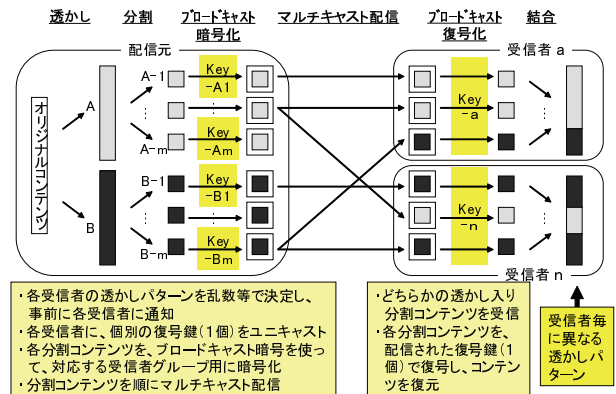 透かし 分割 ブロードキャスト暗号化 マルチキャスト配信 ブロードキャスト復号化 結合
配信元
オリジナルコンテンツ
A
A-1
⋮
A-m
Key
-A1
Key
-Am
B
B-1
⋮
B-m
Key
-B1
Key
-Bm
受信者 a
Key
-a
Key
-n
受信者 n
・各受信者の透かしパターンを乱数等で決定し、
事前に各受信者に通知
・各受信者に、個別の復号鍵(1個)をユニキャスト
・各分割コンテンツを、ブロードキャスト暗号を使っ
て、対応する受信者グループ用に暗号化
・分割コンテンツを順にマルチキャスト配信
・どちらかの透かし入り
分割コンテンツを受信
・各分割コンテンツを、
配信された復号鍵(1
個)で復号し、コンテン
ツを復元
受信者毎
に異なる
透かしパ
ターン